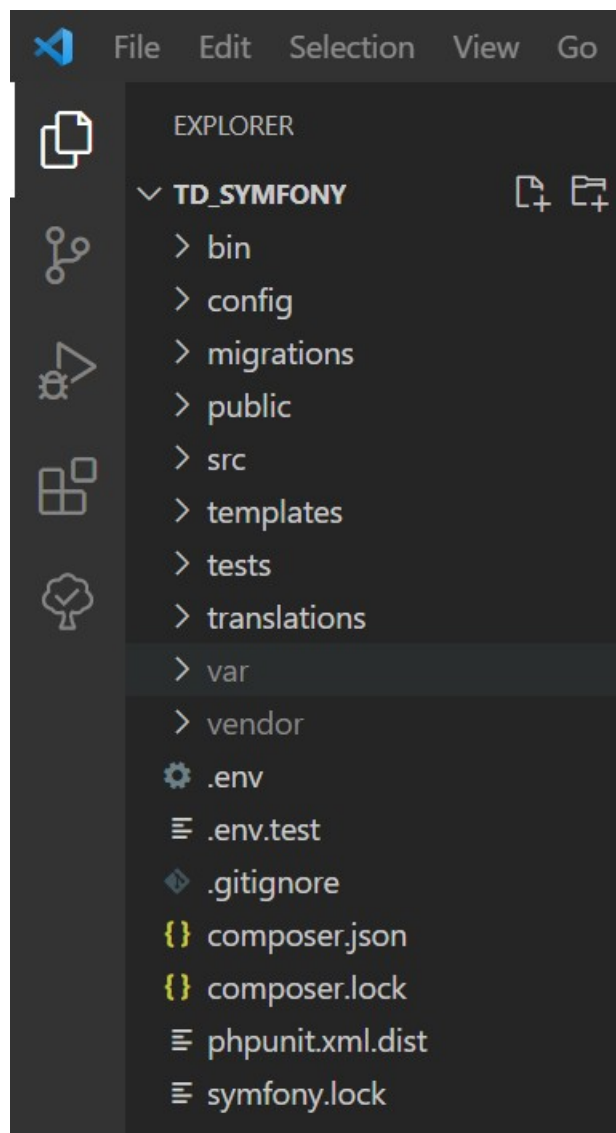 File Edit Selection View Go
EXPLORER
TD_SYMFONY
bin
config
migrations
public
src
templates
tests
translations
var
vendor
.env
.env.test
.gitignore
composer.json
composer.lock
phpunit.xml.dist
symfony.lock